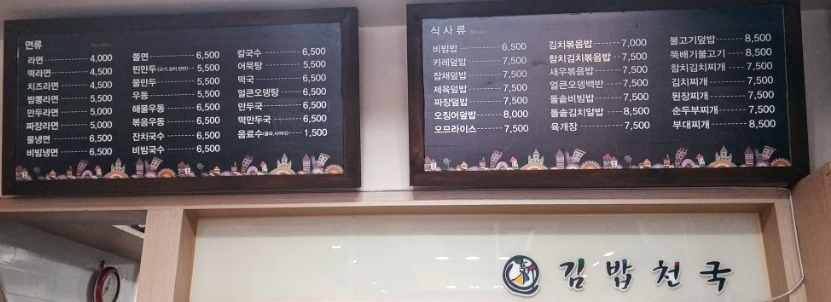 면류
라면 4,000
떡라면 4,500
치즈라면 4,500
짬뽕라면 5,500
만두라면 5,000
짜장라면 5,000
물냉면 6,500
비빔냉면 6,500
쫄면 6,500
찐만두 5,500
물만두 5,500
우동 5,500
해물우동 6,500
볶음우동 6,500
잔치국수 6,500
비빔국수 6,500
칼국수 6,500
어묵탕 6,500
떡국 6,500
얼큰오뎅탕 6,500
만두국 6,500
떡만두국 6,500
음료수(콜라,사이다) 1,500
식사류
비빔밥 6,500
카레덮밥 7,500
잡채덮밥 7,500
제육덮밥 7,500
짜장덮밥 7,500
오징어덮밥 8,000
오므라이스 7,500
김치볶음밥 7,000
참치김치볶음밥 7,500
새우볶음밥 7,500
얼큰오뎅백반 7,500
돌솥비빔밥 7,500
돌솥김치알밥 8,500
육개장 7,500
불고기덮밥 8,500
뚝배기불고기 8,500
참치김치찌개 7,500
김치찌개 7,500
된장찌개 7,500
순두부찌개 7,500
부대찌개 8,500
김밥천국